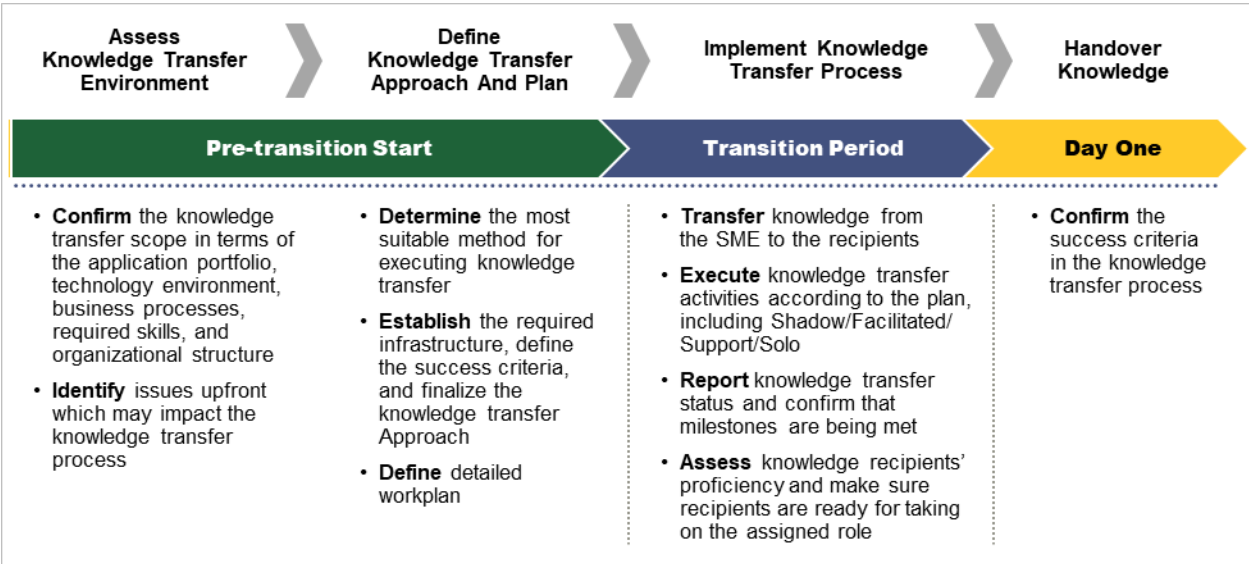 Assess
Knowledge Transfer
Environment
Define
Knowledge Transfer
Approach And Plan
Implement Knowledge
Transfer Process
Handover
Knowledge
Pre-transition Start
Transition Period
Day One
• Confirm the knowledge
transfer scope in terms of
the application portfolio,
technology environment,
business processes,
required skills, and
organizational structure
• Identify issues upfront
which may impact the
knowledge transfer
process
• Determine the most
suitable method for
executing knowledge
transfer
• Establish the required
infrastructure, define
the success criteria,
and finalize the
knowledge transfer
Approach
• Define detailed
workplan
• Transfer knowledge from
the SME to the recipients
• Execute knowledge transfer
activities according to the plan,
including Shadow/Facilitated/
Support/Solo
• Report knowledge transfer
status and confirm that
milestones are being met
• Assess knowledge recipients’
proficiency and make sure
recipients are ready for taking
on the assigned role
• Confirm the
success criteria
in the knowledge
transfer process